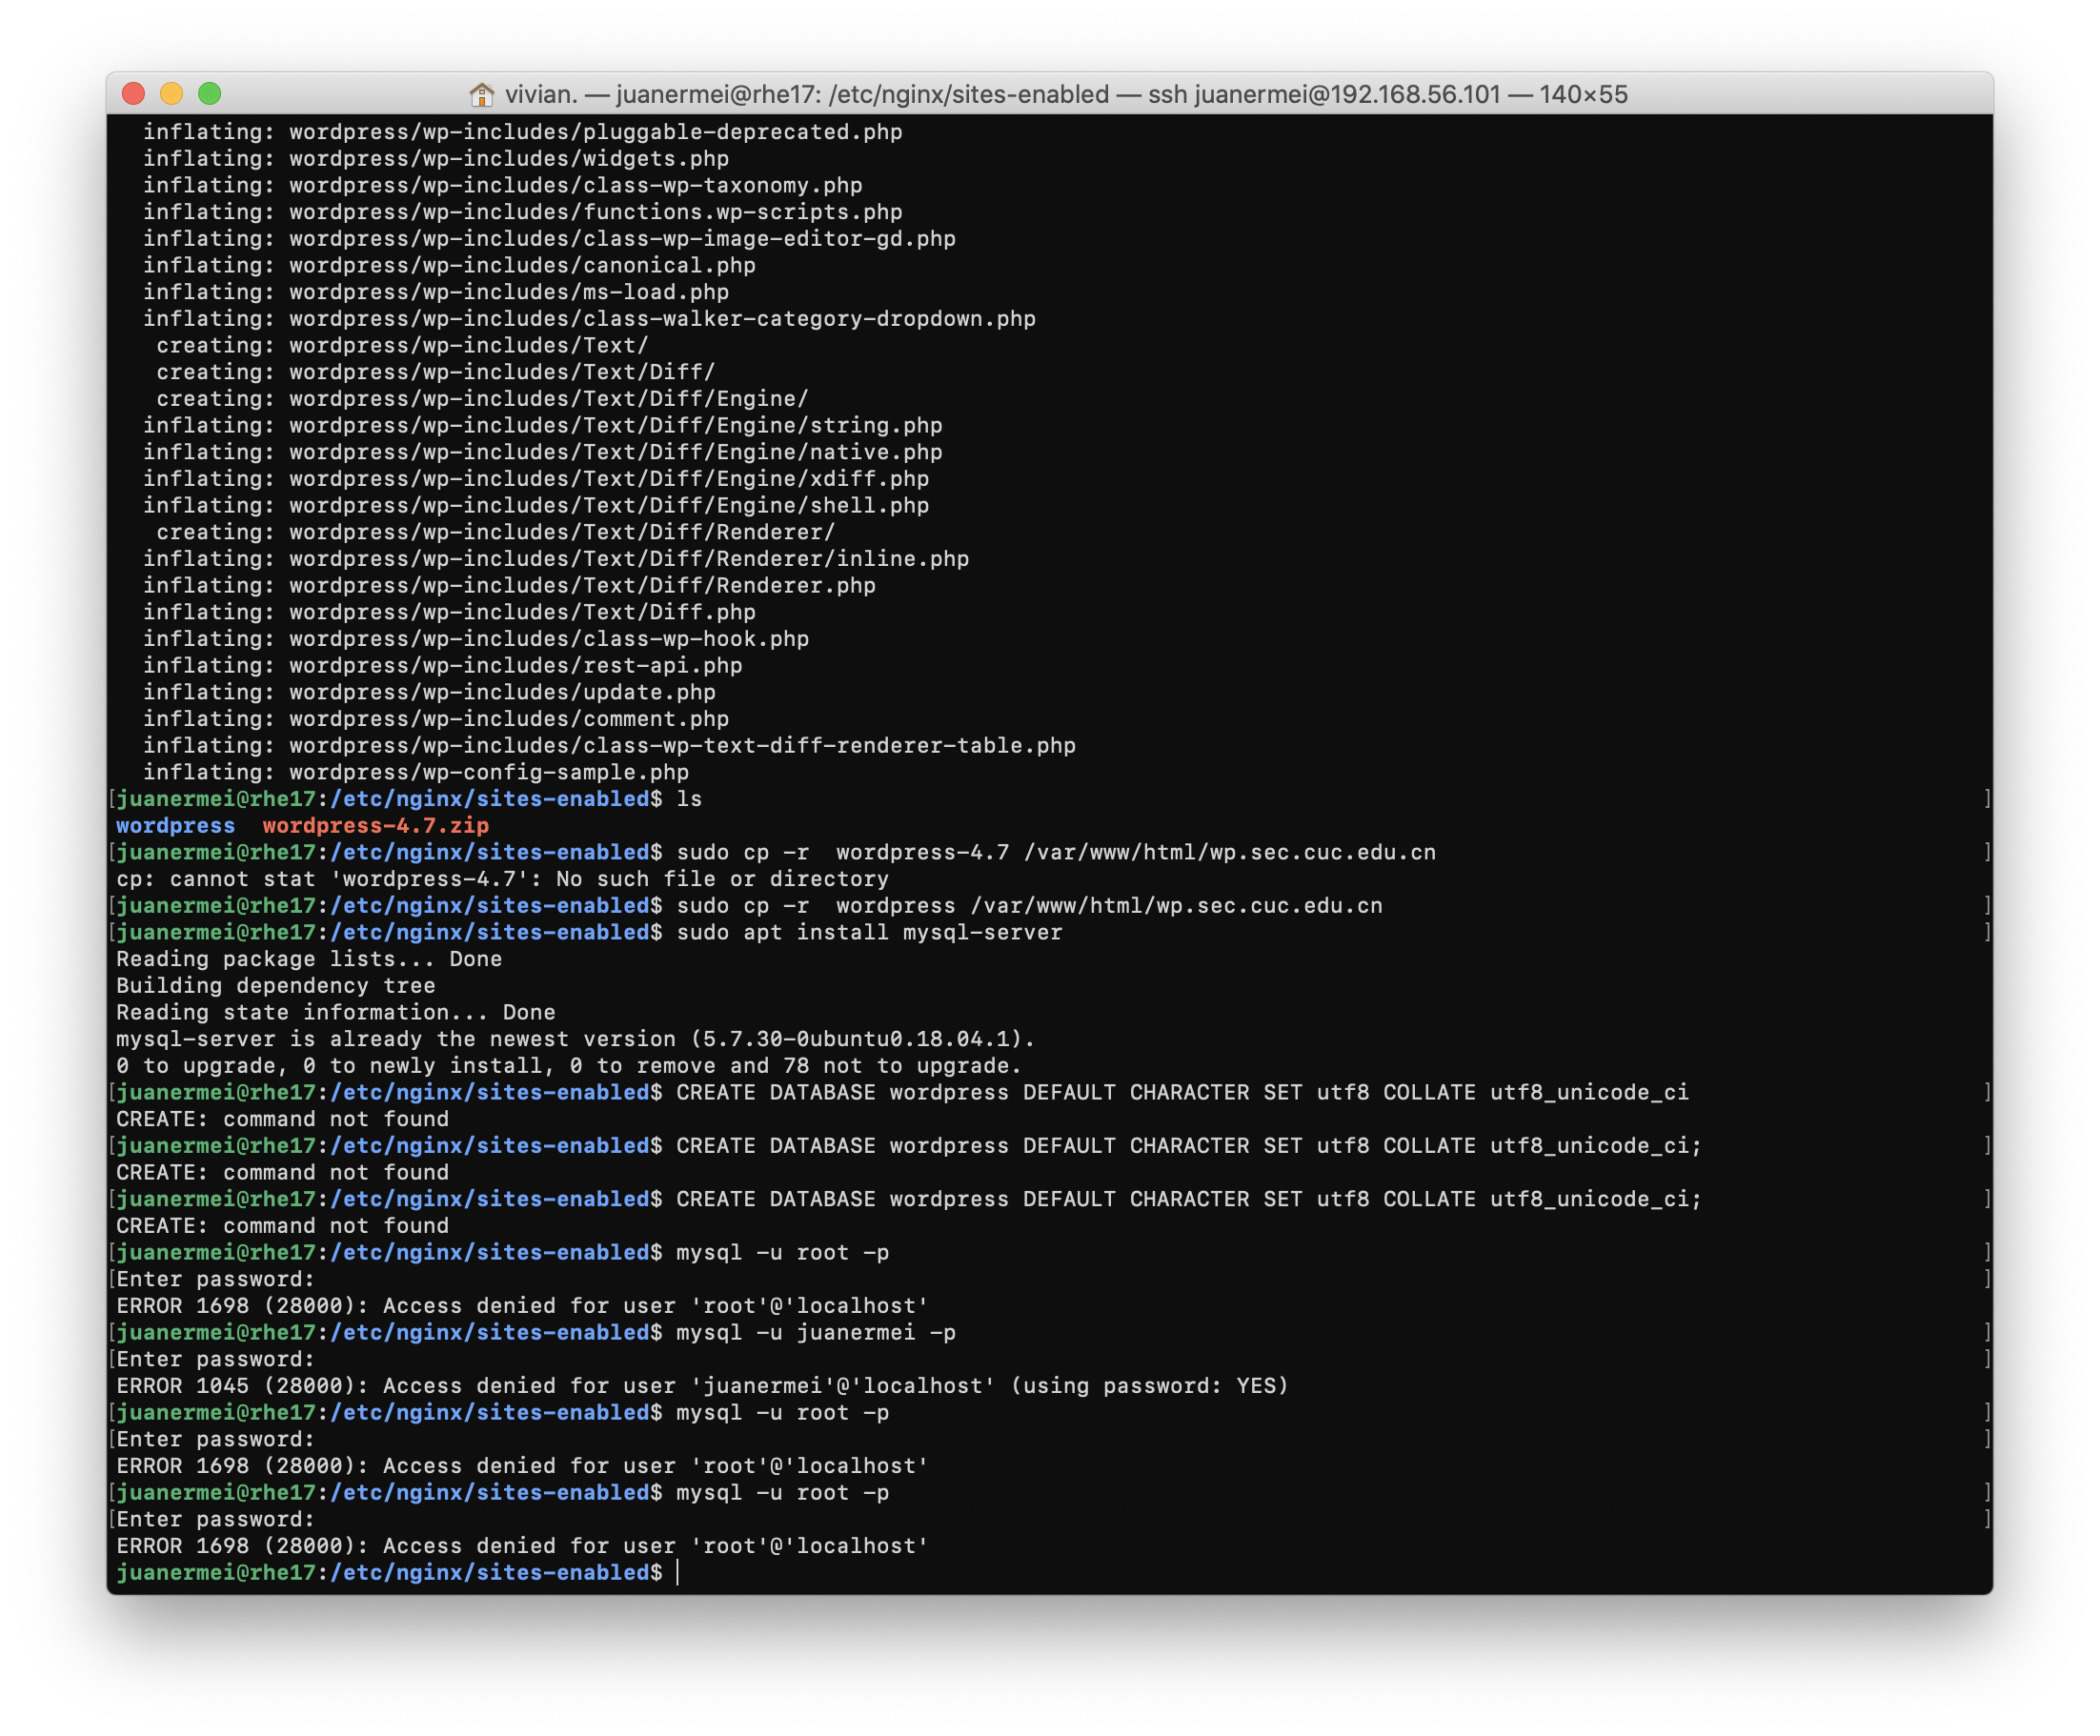 vivian. — juanermei@rhe17: /etc/nginx/sites-enabled — ssh juanermei@192.168.56.101 — 140×55
  inflating: wordpress/wp-includes/pluggable-deprecated.php
  inflating: wordpress/wp-includes/widgets.php
  inflating: wordpress/wp-includes/class-wp-taxonomy.php
  inflating: wordpress/wp-includes/functions.wp-scripts.php
  inflating: wordpress/wp-includes/class-wp-image-editor-gd.php
  inflating: wordpress/wp-includes/canonical.php
  inflating: wordpress/wp-includes/ms-load.php
  inflating: wordpress/wp-includes/class-walker-category-dropdown.php
   creating: wordpress/wp-includes/Text/
   creating: wordpress/wp-includes/Text/Diff/
   creating: wordpress/wp-includes/Text/Diff/Engine/
  inflating: wordpress/wp-includes/Text/Diff/Engine/string.php
  inflating: wordpress/wp-includes/Text/Diff/Engine/native.php
  inflating: wordpress/wp-includes/Text/Diff/Engine/xdiff.php
  inflating: wordpress/wp-includes/Text/Diff/Engine/shell.php
   creating: wordpress/wp-includes/Text/Diff/Renderer/
  inflating: wordpress/wp-includes/Text/Diff/Renderer/inline.php
  inflating: wordpress/wp-includes/Text/Diff/Renderer.php
  inflating: wordpress/wp-includes/Text/Diff.php
  inflating: wordpress/wp-includes/class-wp-hook.php
  inflating: wordpress/wp-includes/rest-api.php
  inflating: wordpress/wp-includes/update.php
  inflating: wordpress/wp-includes/comment.php
  inflating: wordpress/wp-includes/class-wp-text-diff-renderer-table.php
  inflating: wordpress/wp-config-sample.php
[juanermei@rhe17:/etc/nginx/sites-enabled$ ls ]
wordpress  wordpress-4.7.zip
[juanermei@rhe17:/etc/nginx/sites-enabled$ sudo cp -r  wordpress-4.7 /var/www/html/wp.sec.cuc.edu.cn ]
cp: cannot stat 'wordpress-4.7': No such file or directory
[juanermei@rhe17:/etc/nginx/sites-enabled$ sudo cp -r  wordpress /var/www/html/wp.sec.cuc.edu.cn ]
[juanermei@rhe17:/etc/nginx/sites-enabled$ sudo apt install mysql-server ]
Reading package lists... Done
Building dependency tree
Reading state information... Done
mysql-server is already the newest version (5.7.30-0ubuntu0.18.04.1).
0 to upgrade, 0 to newly install, 0 to remove and 78 not to upgrade.
[juanermei@rhe17:/etc/nginx/sites-enabled$ CREATE DATABASE wordpress DEFAULT CHARACTER SET utf8 COLLATE utf8_unicode_ci ]
CREATE: command not found
[juanermei@rhe17:/etc/nginx/sites-enabled$ CREATE DATABASE wordpress DEFAULT CHARACTER SET utf8 COLLATE utf8_unicode_ci; ]
CREATE: command not found
[juanermei@rhe17:/etc/nginx/sites-enabled$ CREATE DATABASE wordpress DEFAULT CHARACTER SET utf8 COLLATE utf8_unicode_ci; ]
CREATE: command not found
[juanermei@rhe17:/etc/nginx/sites-enabled$ mysql -u root -p ]
[Enter password: ]
ERROR 1698 (28000): Access denied for user 'root'@'localhost'
[juanermei@rhe17:/etc/nginx/sites-enabled$ mysql -u juanermei -p ]
[Enter password: ]
ERROR 1045 (28000): Access denied for user 'juanermei'@'localhost' (using password: YES)
[juanermei@rhe17:/etc/nginx/sites-enabled$ mysql -u root -p ]
[Enter password: ]
ERROR 1698 (28000): Access denied for user 'root'@'localhost'
[juanermei@rhe17:/etc/nginx/sites-enabled$ mysql -u root -p ]
[Enter password: ]
ERROR 1698 (28000): Access denied for user 'root'@'localhost'
juanermei@rhe17:/etc/nginx/sites-enabled$